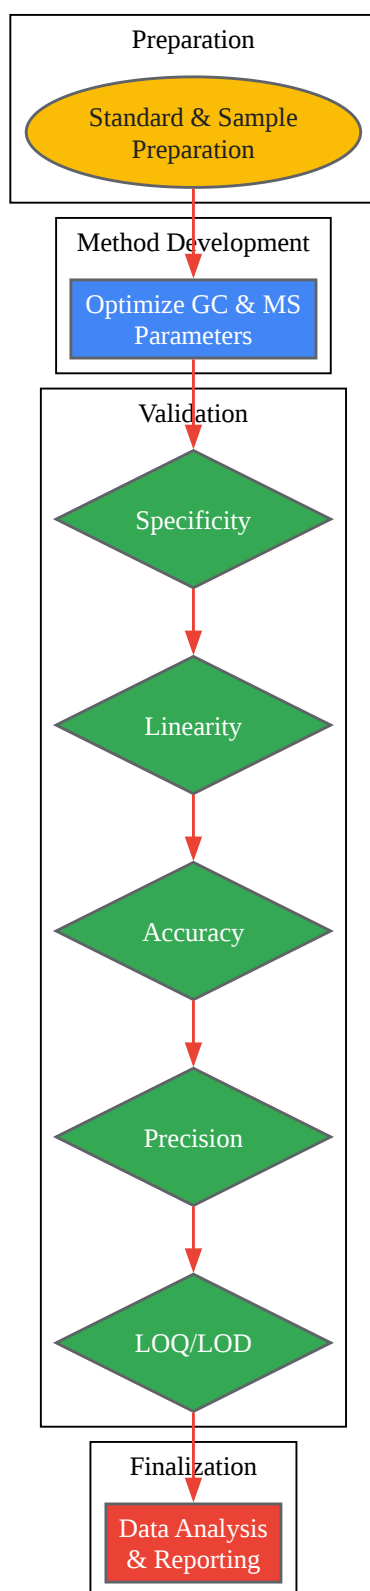 Preparation
Standard & Sample
Preparation
Method Development
Optimize GC & MS
Parameters
Validation
Specificity
Linearity
Accuracy
Precision
LOQ/LOD
Finalization
Data Analysis
& Reporting